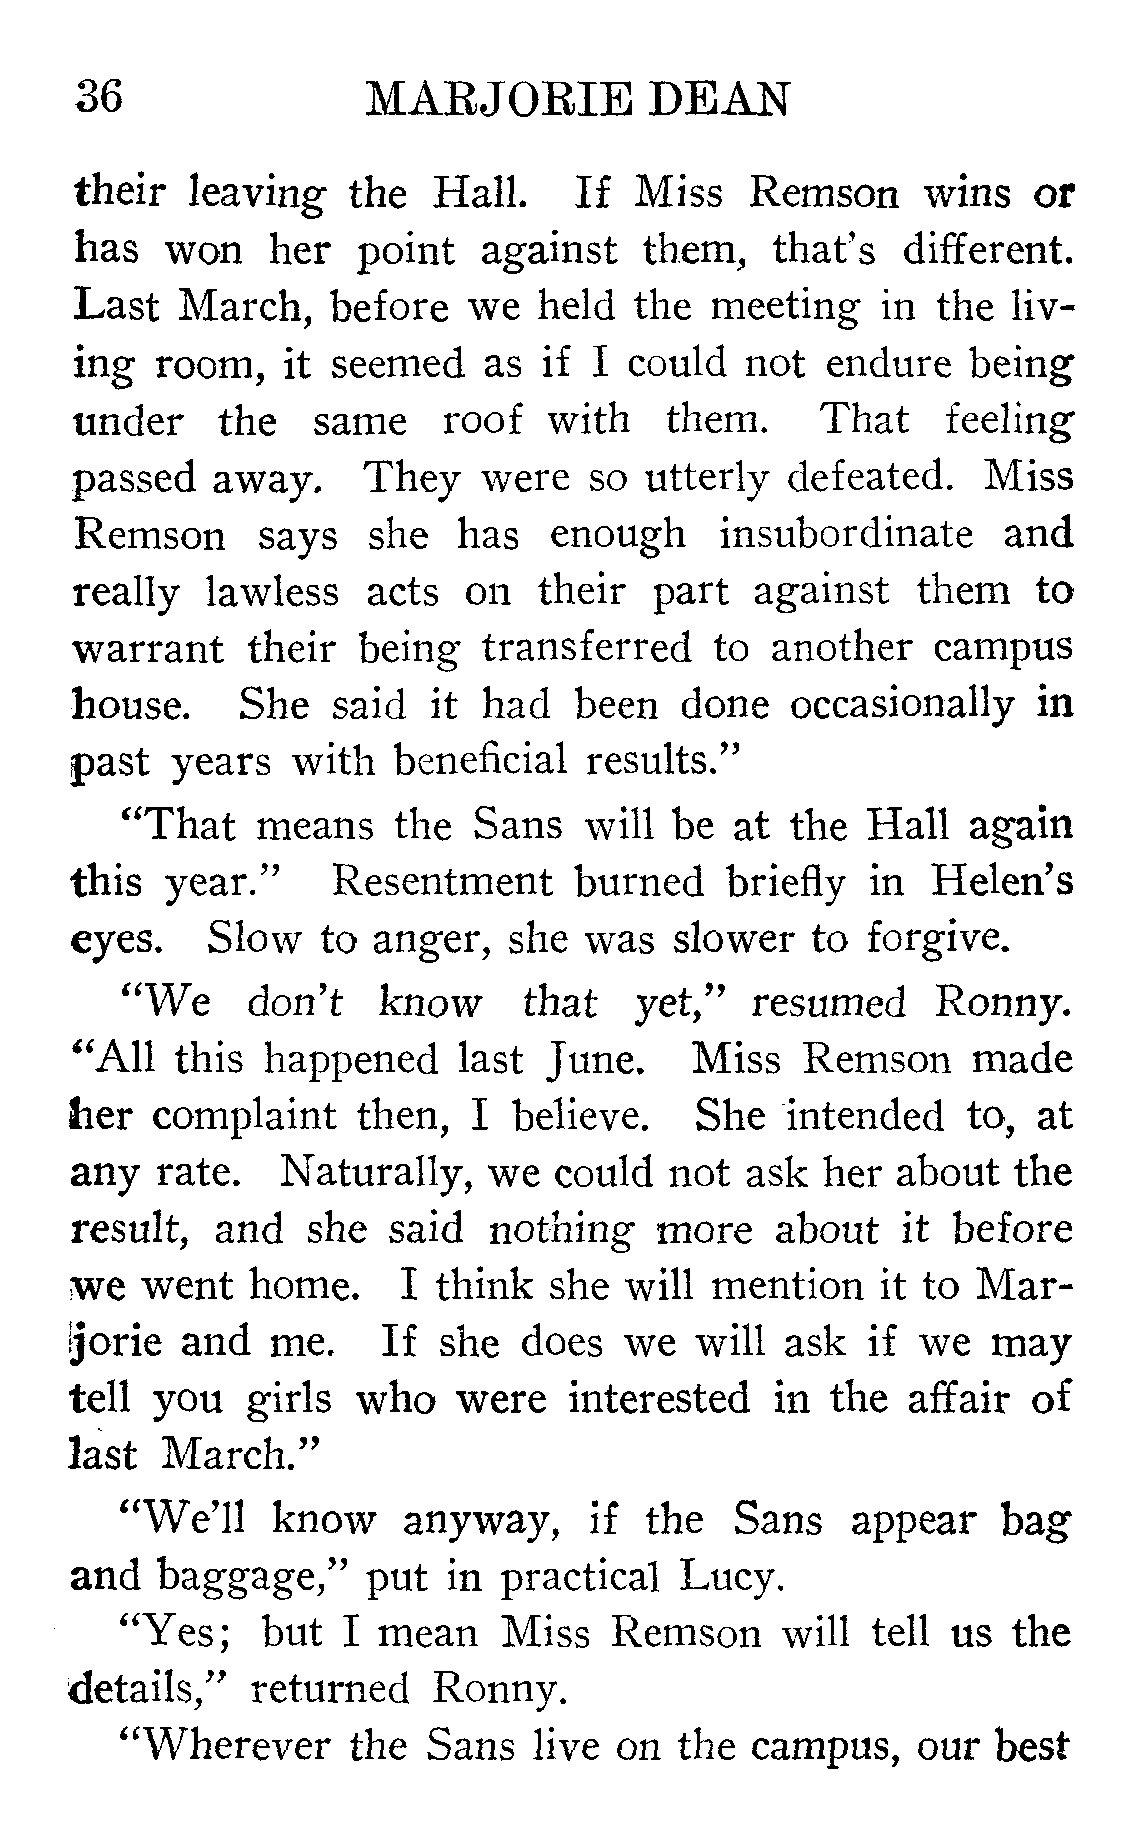 36 MARJORIE DEAN
their leaving the Hall. If Miss Remson wins or
has won her point against them, that's different.
Last March, before we held the meeting in the liv-
ing room, it seemed as if I could not endure being
under the same roof with them. That feeling
passed away. They were so utterly defeated. Miss
Remson says she has enough insubordinate and
really lawless acts on their part against them to
warrant their being transferred to another campus
house. She said it had been done occasionally in
past years with beneficial results."
"That means the Sans will be at the Hall again
this year." Resentment burned briefly in Helen's
eyes. Slow to anger, she was slower to forgive.
"We don't know that yet," resumed Ronny.
"All this happened last June. Miss Remson made
her complaint then, I believe. She intended to, at
any rate. Naturally, we could not ask her about the
result, and she said nothing more about it before
we went home. I think she will mention it to Mar-
jorie and me. If she does we will ask if we may
tell you girls who were interested in the affair of
last March."
"We'll know anyway, if the Sans appear bag
and baggage," put in practical Lucy.
"Yes; but I mean Miss Remson will tell us the
details," returned Ronny.
"Wherever the Sans live on the campus, our best